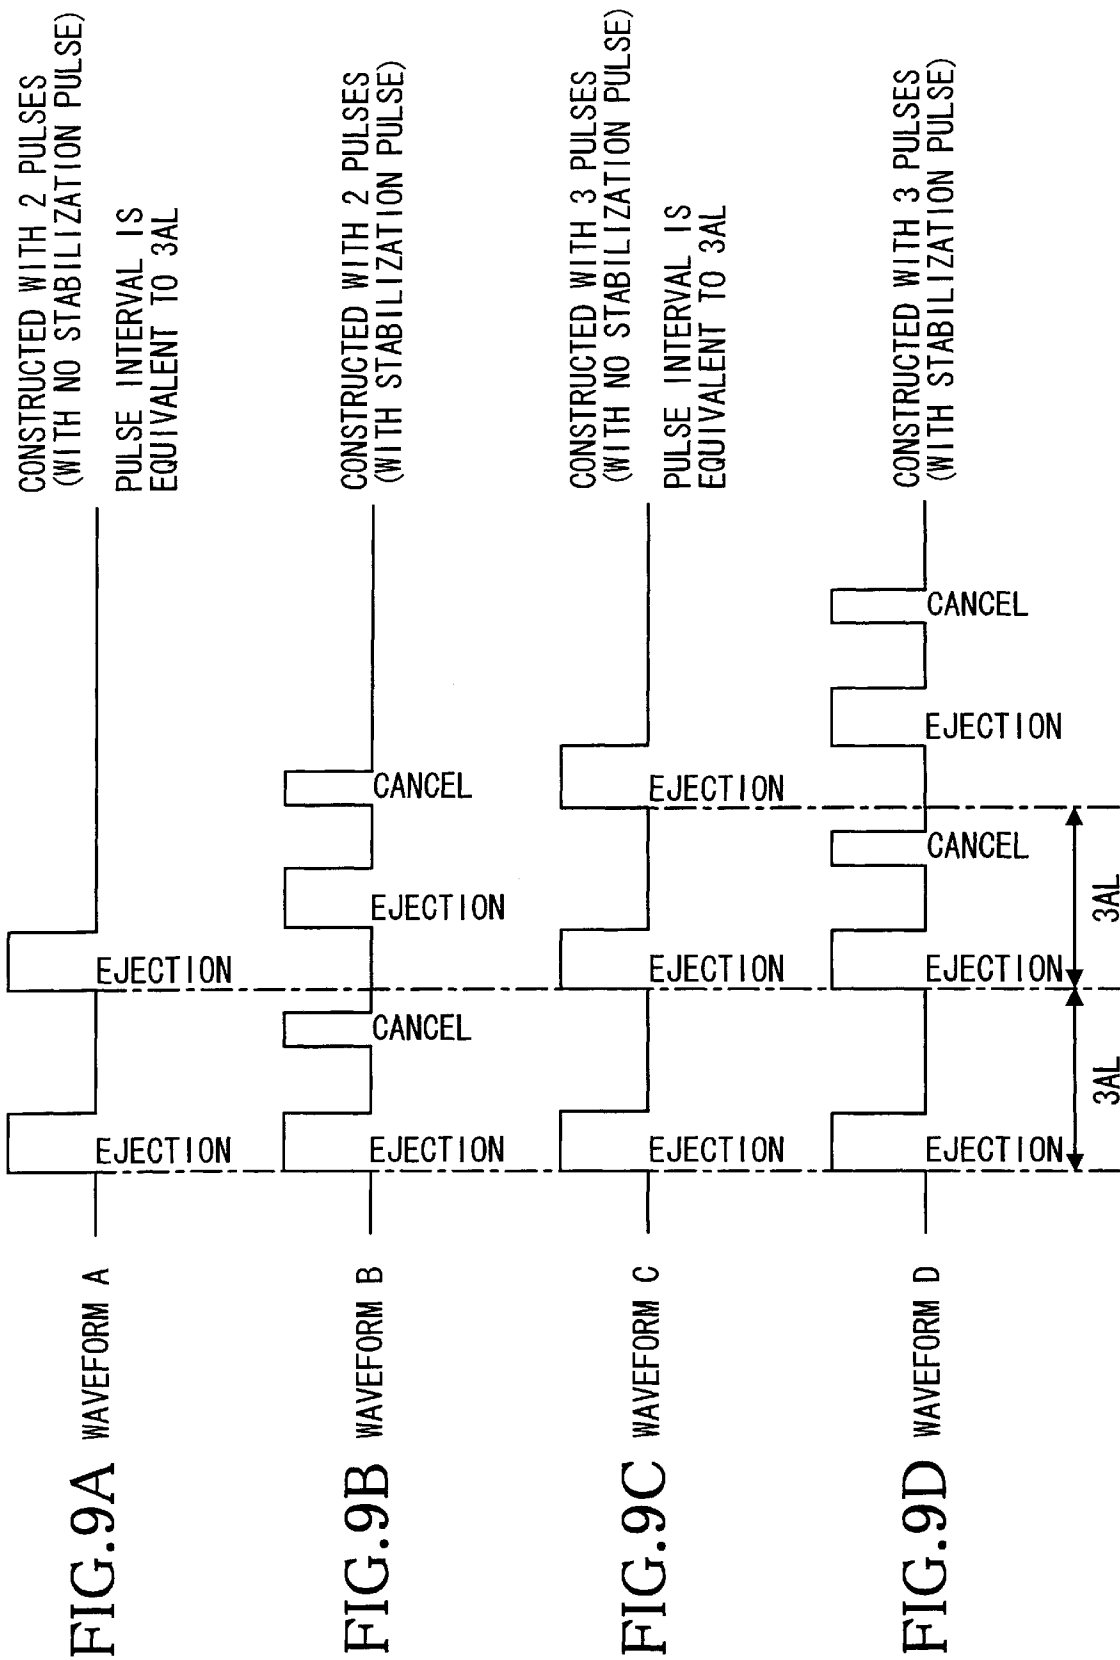 FIG.9A
WAVEFORM A
EJECTION
EJECTION
CONSTRUCTED WITH 2 PULSES
(WITH NO STABILIZATION PULSE)
PULSE INTERVAL IS
EQUIVALENT TO 3AL
FIG.9B
WAVEFORM B
EJECTION
CANCEL
EJECTION
CANCEL
CONSTRUCTED WITH 2 PULSES
(WITH STABILIZATION PULSE)
FIG.9C
WAVEFORM C
EJECTION
EJECTION
EJECTION
CONSTRUCTED WITH 3 PULSES
(WITH NO STABILIZATION PULSE)
PULSE INTERVAL IS
EQUIVALENT TO 3AL
FIG.9D
WAVEFORM D
EJECTION
EJECTION
CANCEL
EJECTION
CANCEL
CONSTRUCTED WITH 3 PULSES
(WITH STABILIZATION PULSE)
3AL
3AL